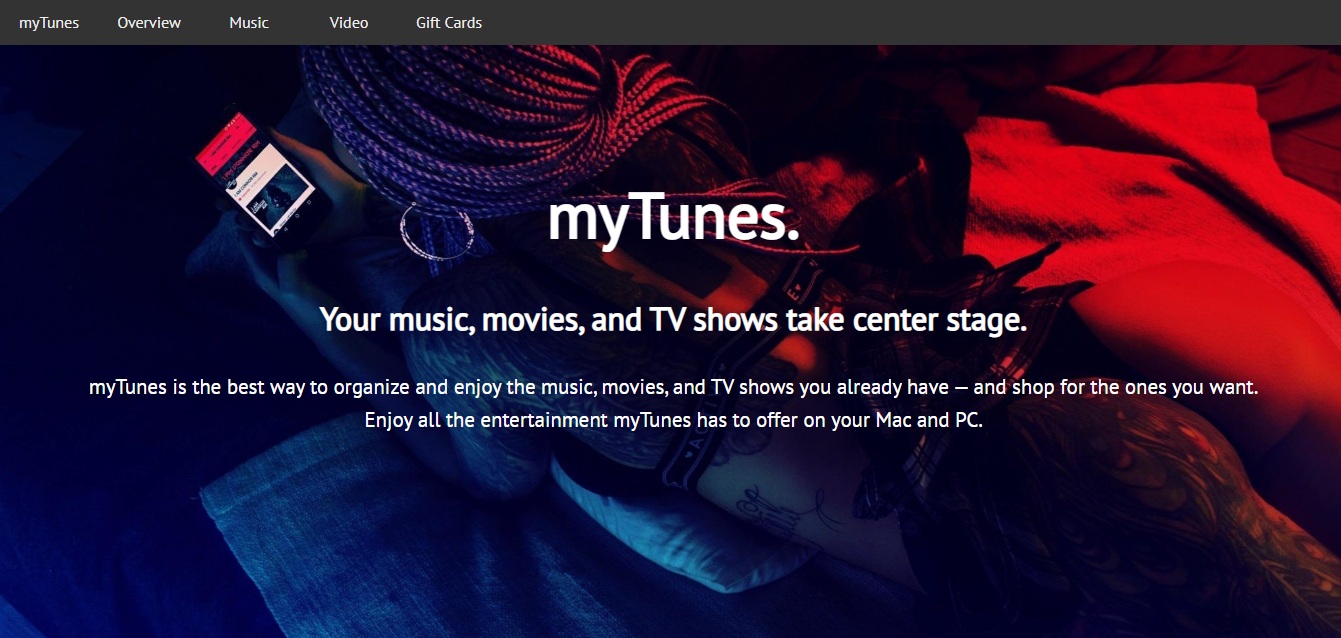 myTunes Overview Music Video Gift Cards
myTunes.
Your music, movies, and TV shows take center stage.
myTunes is the best way to organize and enjoy the music, movies, and TV shows you already have — and shop for the ones you want.
Enjoy all the entertainment myTunes has to offer on your Mac and PC.